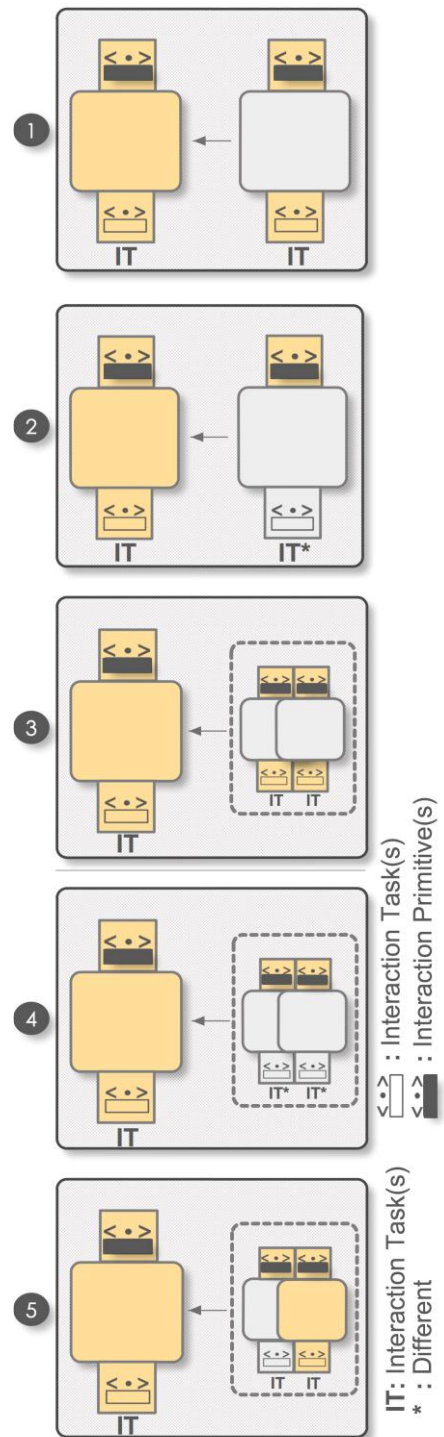 1
<•>
<•>
<•>
<•>
IT
IT
2
<•>
<•>
<•>
<•>
IT
IT*
3
<•>
<•>
<•>
<•>
<•>
<•>
IT
IT
IT
4
<•>
<•>
<•>
<•>
<•>
<•>
IT
IT*
IT*
5
<•>
<•>
<•>
<•>
<•>
<•>
IT
IT
IT
IT: Interaction Task(s)
* : Different
<•> : Interaction Task(s)
<•> : Interaction Primitive(s)